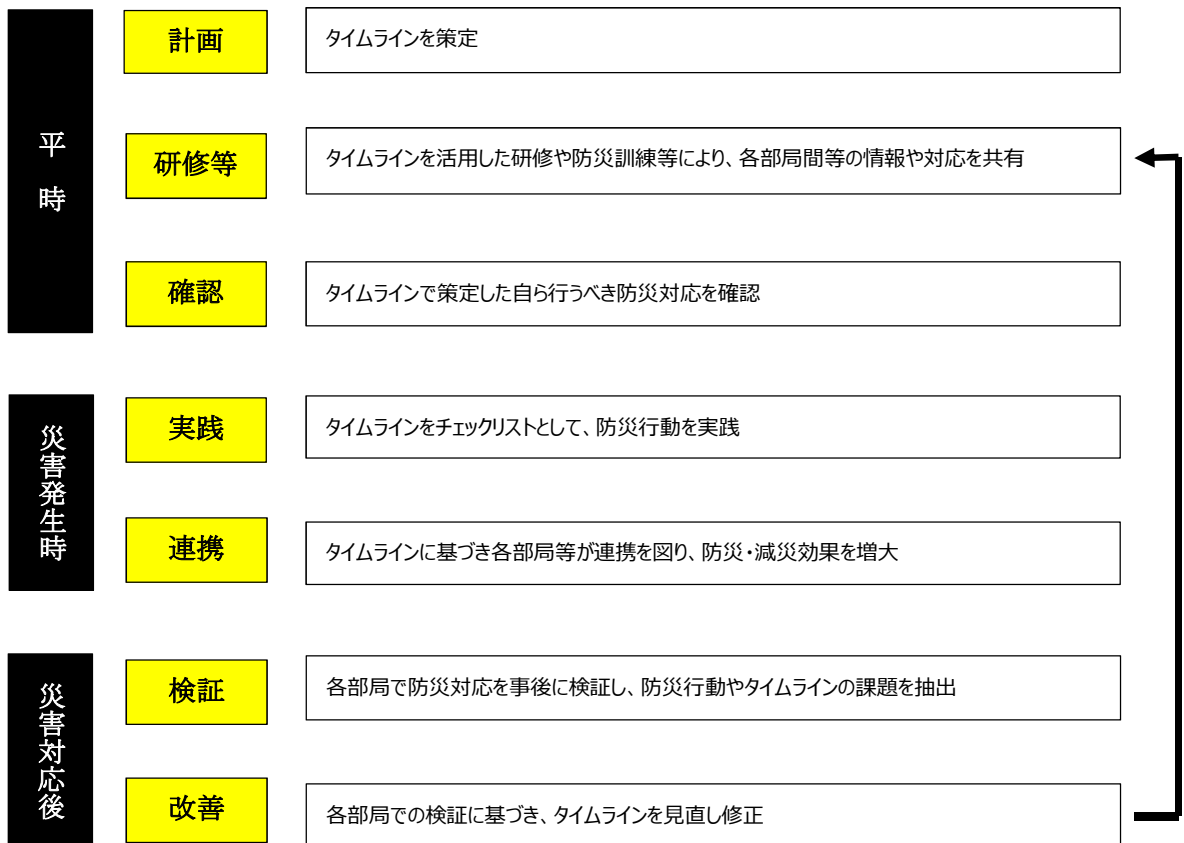 平時
計画
タイムラインを策定
研修等
タイムラインを活用した研修や防災訓練等により、各部局間等の情報や対応を共有
確認
タイムラインで策定した自ら行うべき防災対応を確認
災害発生時
実践
タイムラインをチェックリストとして、防災行動を実践
連携
タイムラインに基づき各部局等が連携を図り、防災・減災効果を増大
災害対応後
検証
各部局で防災対応を事後に検証し、防災行動やタイムラインの課題を抽出
改善
各部局での検証に基づき、タイムラインを見直し修正